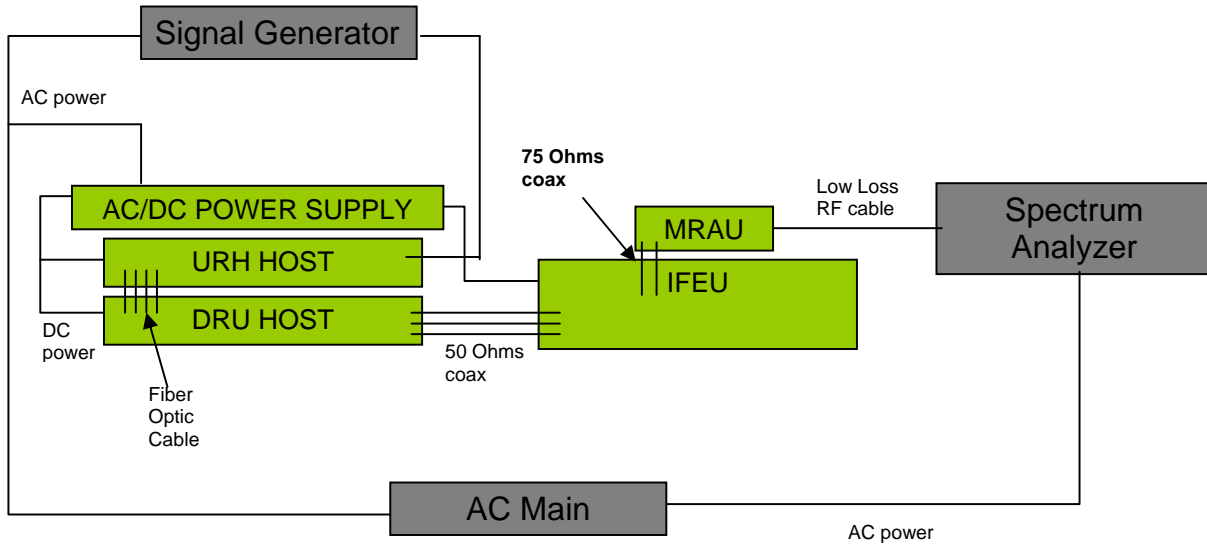 Signal Generator
AC power
75 Ohms
coax
Low Loss
RF cable
AC/DC POWER SUPPLY
MRAU
Spectrum
Analyzer
URH HOST
IFEU
DRU HOST
DC
power
50 Ohms
coax
Fiber
Optic
Cable
AC Main
AC power